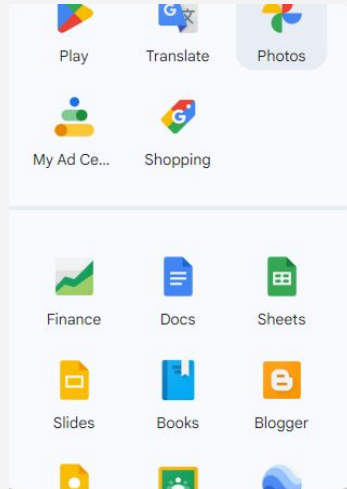 Play Translate Photos
My Ad Ce... Shopping
Finance Docs Sheets
Slides Books Blogger